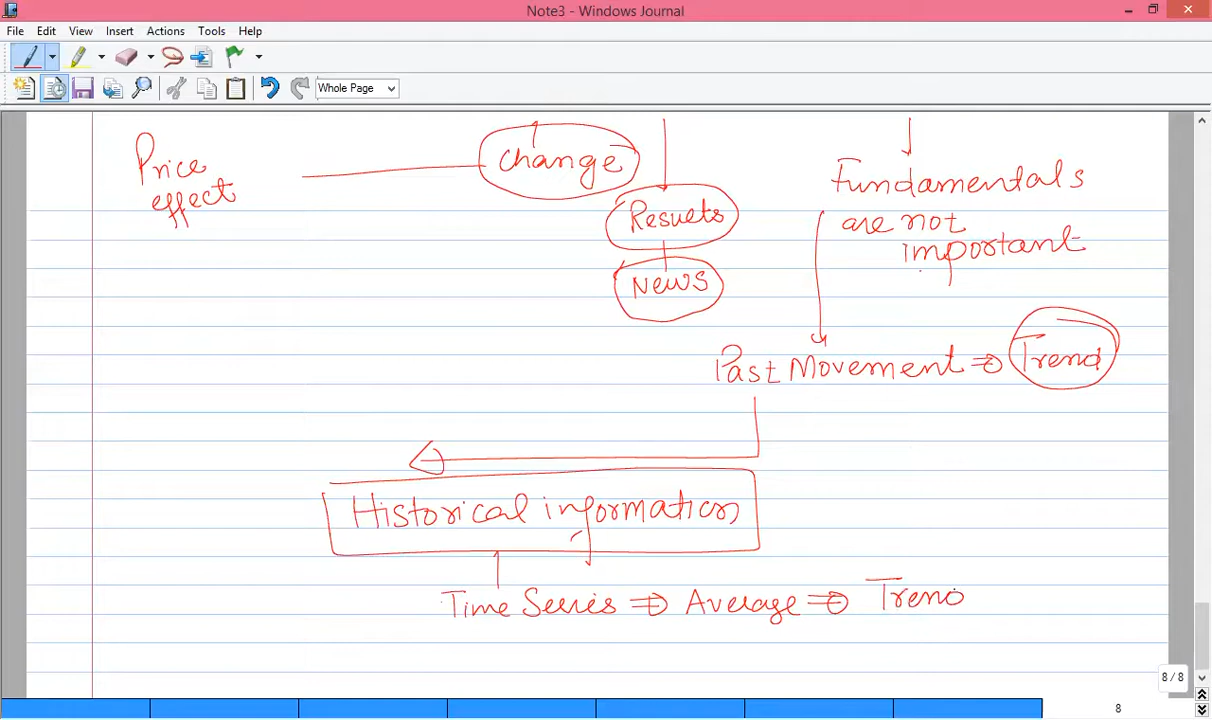 Note3 - Windows Journal
File Edit View Insert Actions Tools Help
Whole Page
Price
effect
Change
Results
News
Fundamentals
are not
important
Past Movement ⇒ Trend
Historical information
Time Series ⇒ Average ⇒ Trend
8 / 8
8